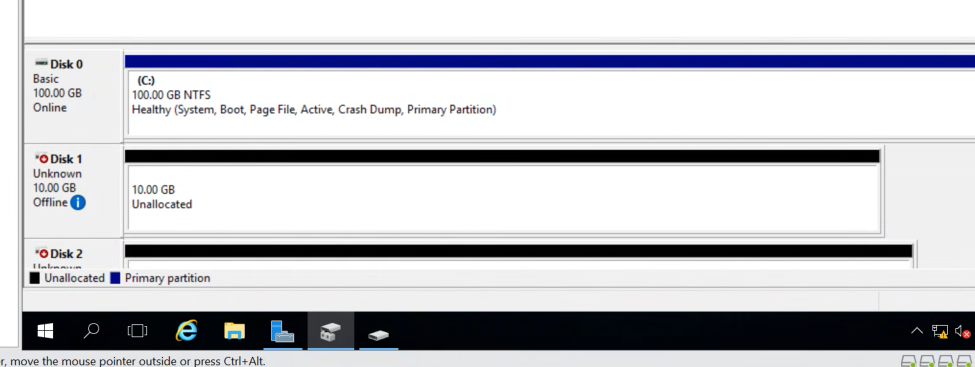 Disk 0
Basic
100.00 GB
Online
(C:)
100.00 GB NTFS
Healthy (System, Boot, Page File, Active, Crash Dump, Primary Partition)
Disk 1
Unknown
10.00 GB
Offline
10.00 GB
Unallocated
Disk 2
Unknown
Unallocated Primary partition
r, move the mouse pointer outside or press Ctrl+Alt.